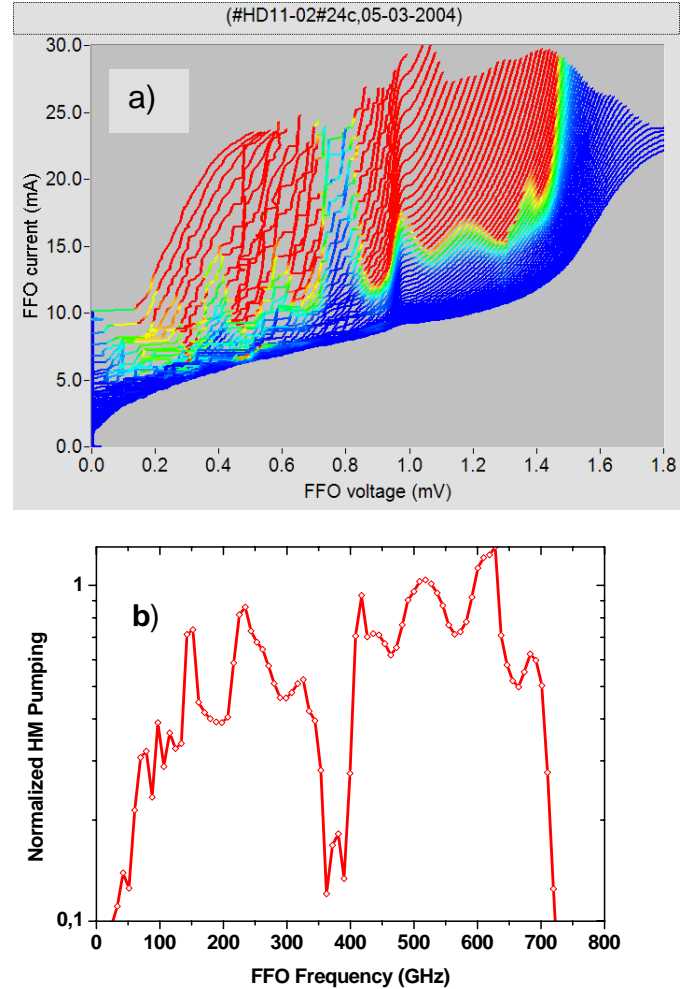 (#HD11-02#24c,05-03-2004)
a)
FFO current (mA)
30.0
25.0
20.0
15.0
10.0
5.0
0.0
0.0 0.2 0.4 0.6 0.8 1.0 1.2 1.4 1.6 1.8
FFO voltage (mV)
b)
Normalized HM Pumping
1
0,1
0 100 200 300 400 500 600 700 800
FFO Frequency (GHz)